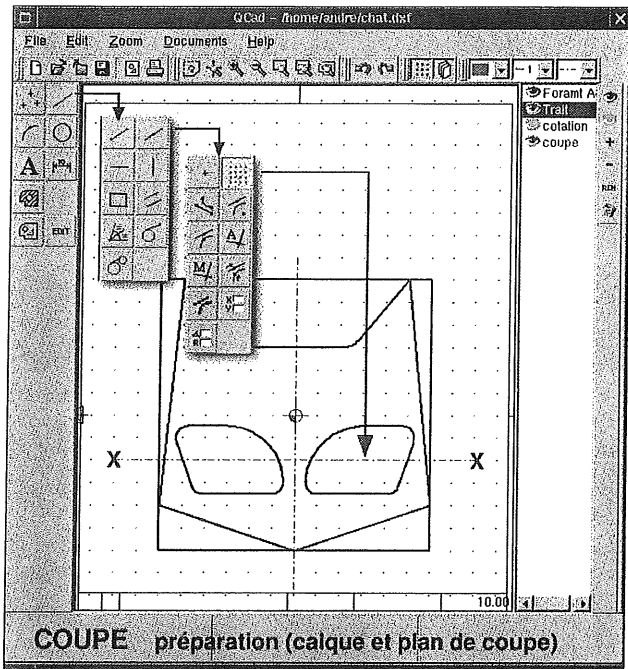 QCad - /home/andre/chat.dxf
File Edit Zoom Documents Help
Foramt A
Trait
cotation
coupe
A
EDIT
REN
X X
10.00
COUPE préparation (calque et plan de coupe)